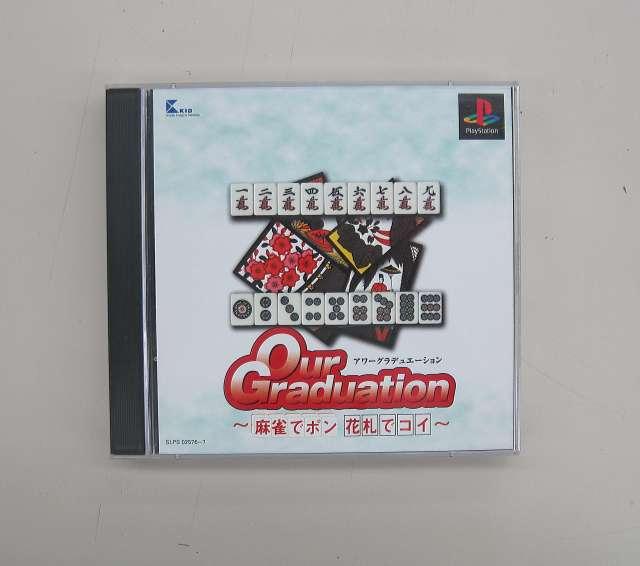 KID
PlayStation
一 二 三 四 伍 六 七 八 九
萬 萬 萬 萬 萬 萬 萬 萬 萬
Our
アワーグラデュエーション
Graduation
～麻雀でポン 花札でコイ～
SLPS 02576~7